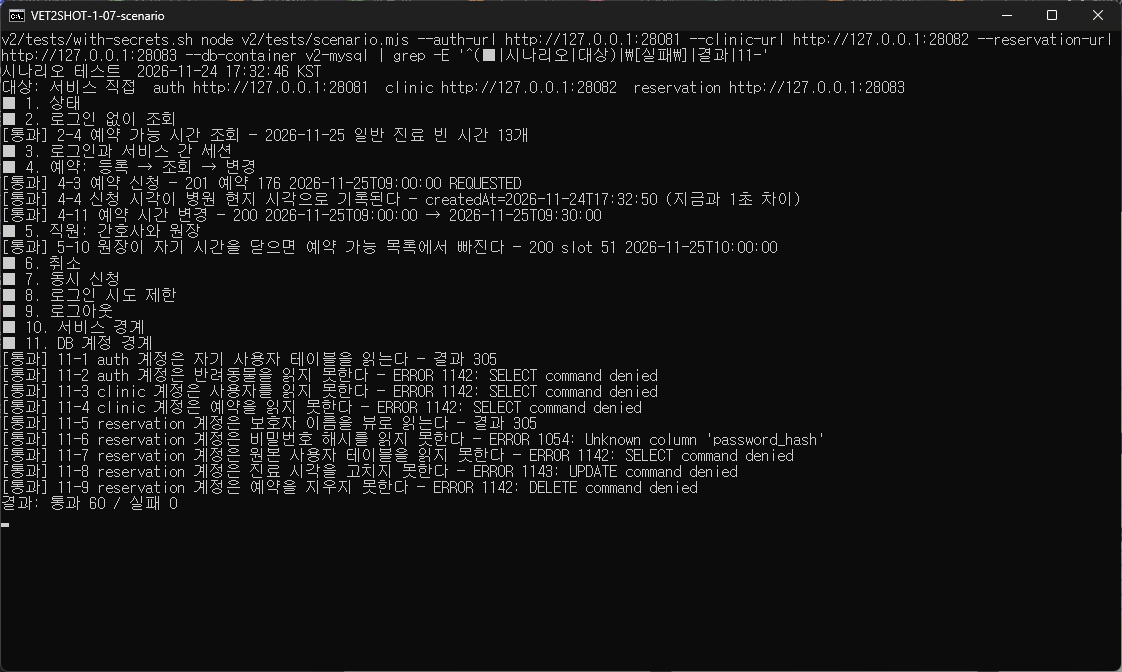 VET2SHOT-1-07-scenario
v2/tests/with-secrets.sh node v2/tests/scenario.mjs --auth-url http://127.0.0.1:28081 --clinic-url http://127.0.0.1:28082 --reservation-url
http://127.0.0.1:28083 --db-container v2-mysql | grep -E '^(■|시나리오|대상)|₩[실패₩]|결과|11-'
시나리오 테스트  2026-11-24 17:32:46 KST
대상: 서비스 직접  auth http://127.0.0.1:28081  clinic http://127.0.0.1:28082  reservation http://127.0.0.1:28083
■ 1. 상태
■ 2. 로그인 없이 조회
[통과] 2-4 예약 가능 시간 조회 - 2026-11-25 일반 진료 빈 시간 13개
■ 3. 로그인과 서비스 간 세션
■ 4. 예약: 등록 → 조회 → 변경
[통과] 4-3 예약 신청 - 201 예약 176 2026-11-25T09:00:00 REQUESTED
[통과] 4-4 신청 시각이 병원 현지 시각으로 기록된다 - createdAt=2026-11-24T17:32:50 (지금과 1초 차이)
[통과] 4-11 예약 시간 변경 - 200 2026-11-25T09:00:00 → 2026-11-25T09:30:00
■ 5. 직원: 간호사와 원장
[통과] 5-10 원장이 자기 시간을 닫으면 예약 가능 목록에서 빠진다 - 200 slot 51 2026-11-25T10:00:00
■ 6. 취소
■ 7. 동시 신청
■ 8. 로그인 시도 제한
■ 9. 로그아웃
■ 10. 서비스 경계
■ 11. DB 계정 경계
[통과] 11-1 auth 계정은 자기 사용자 테이블을 읽는다 - 결과 305
[통과] 11-2 auth 계정은 반려동물을 읽지 못한다 - ERROR 1142: SELECT command denied
[통과] 11-3 clinic 계정은 사용자를 읽지 못한다 - ERROR 1142: SELECT command denied
[통과] 11-4 clinic 계정은 예약을 읽지 못한다 - ERROR 1142: SELECT command denied
[통과] 11-5 reservation 계정은 보호자 이름을 뷰로 읽는다 - 결과 305
[통과] 11-6 reservation 계정은 비밀번호 해시를 읽지 못한다 - ERROR 1054: Unknown column 'password_hash'
[통과] 11-7 reservation 계정은 원본 사용자 테이블을 읽지 못한다 - ERROR 1142: SELECT command denied
[통과] 11-8 reservation 계정은 진료 시각을 고치지 못한다 - ERROR 1143: UPDATE command denied
[통과] 11-9 reservation 계정은 예약을 지우지 못한다 - ERROR 1142: DELETE command denied
결과: 통과 60 / 실패 0